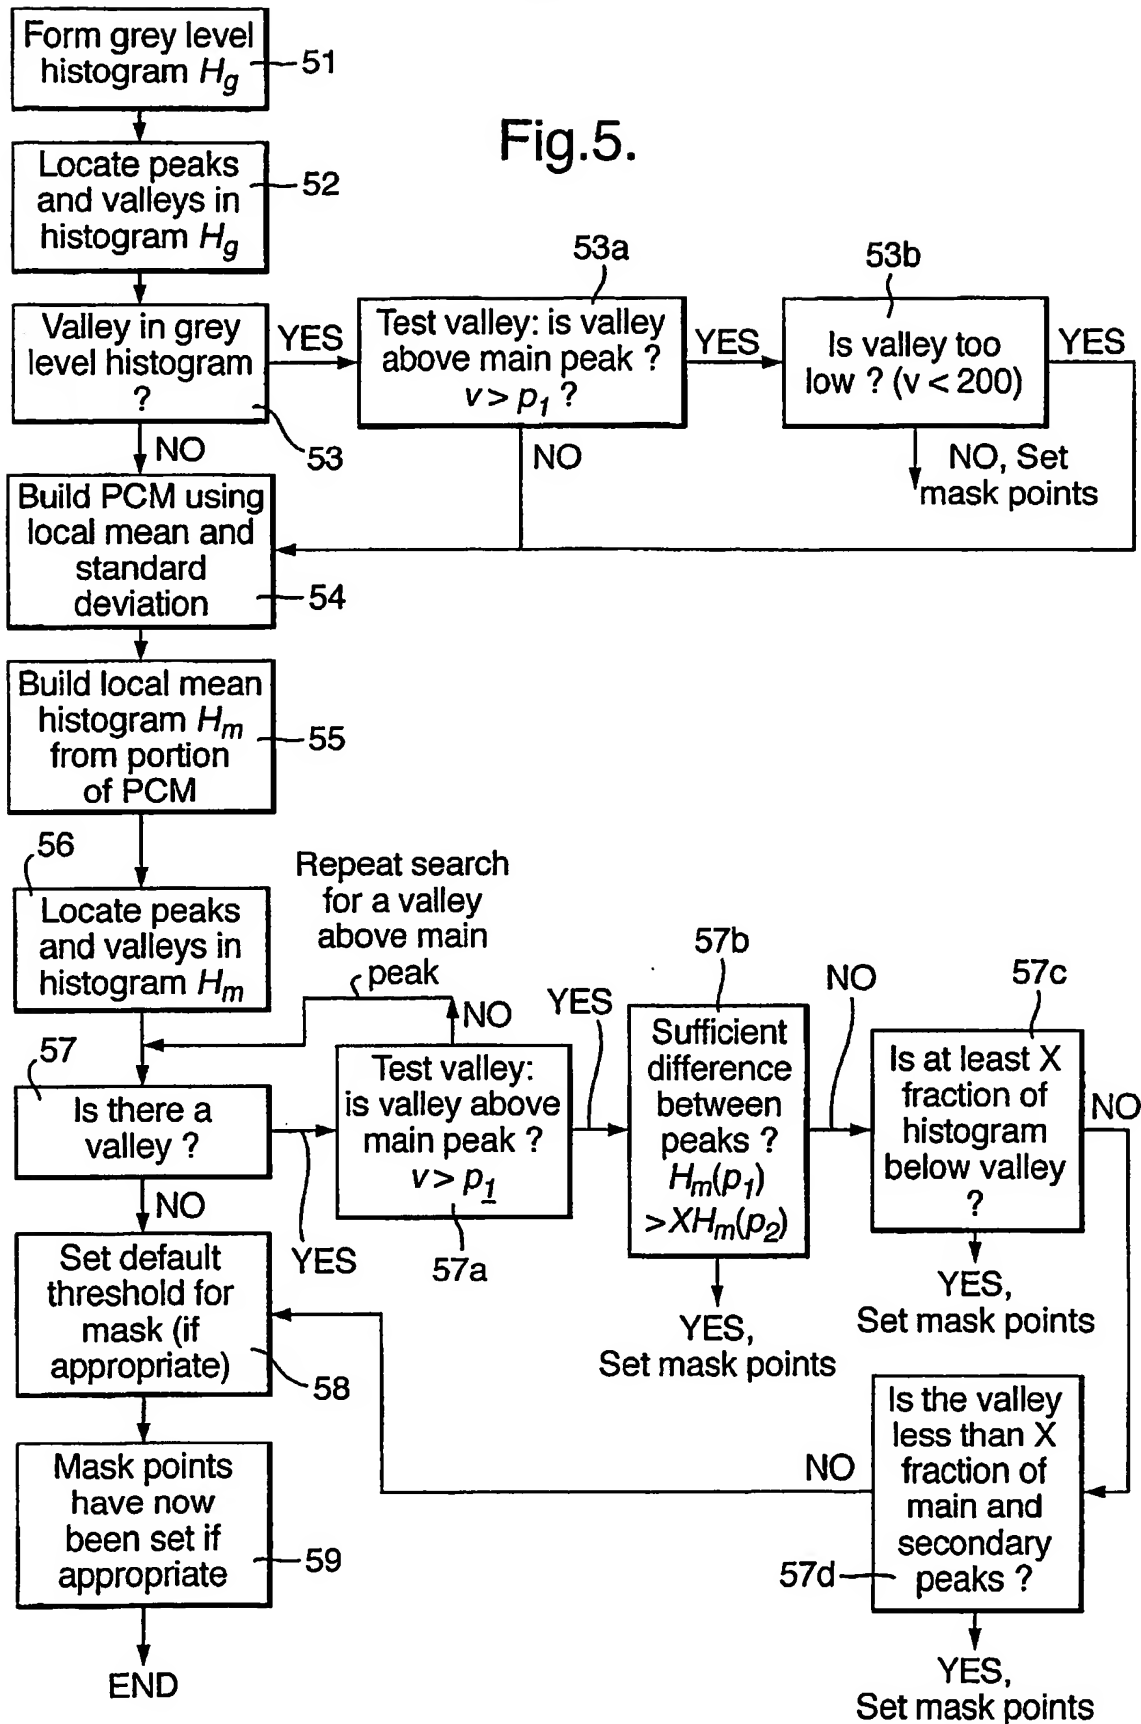 Form grey level
histogram Hg
51
Fig.5.
Locate peaks
and valleys in
histogram Hg
52
Valley in grey
level histogram
?
53
YES
NO
53a
Test valley: is valley
above main peak ?
v > p1 ?
YES
NO
53b
Is valley too
low ? (v < 200)
YES
NO, Set
mask points
Build PCM using
local mean and
standard
deviation
54
Build local mean
histogram Hm
from portion
of PCM
55
56
Locate peaks
and valleys in
histogram Hm
Repeat search
for a valley
above main
peak
57
Is there a
valley ?
YES
NO
NO
Test valley:
is valley above
main peak ?
v > p1
57a
YES
57b
Sufficient
difference
between
peaks ?
Hm(p1)
>XHm(p2)
NO
YES,
Set mask points
57c
Is at least X
fraction of
histogram
below valley
?
NO
YES,
Set mask points
Set default
threshold for
mask (if
appropriate)
58
Is the valley
less than X
fraction of
main and
secondary
peaks ?
57d
NO
YES,
Set mask points
Mask points
have now
been set if
appropriate
59
END